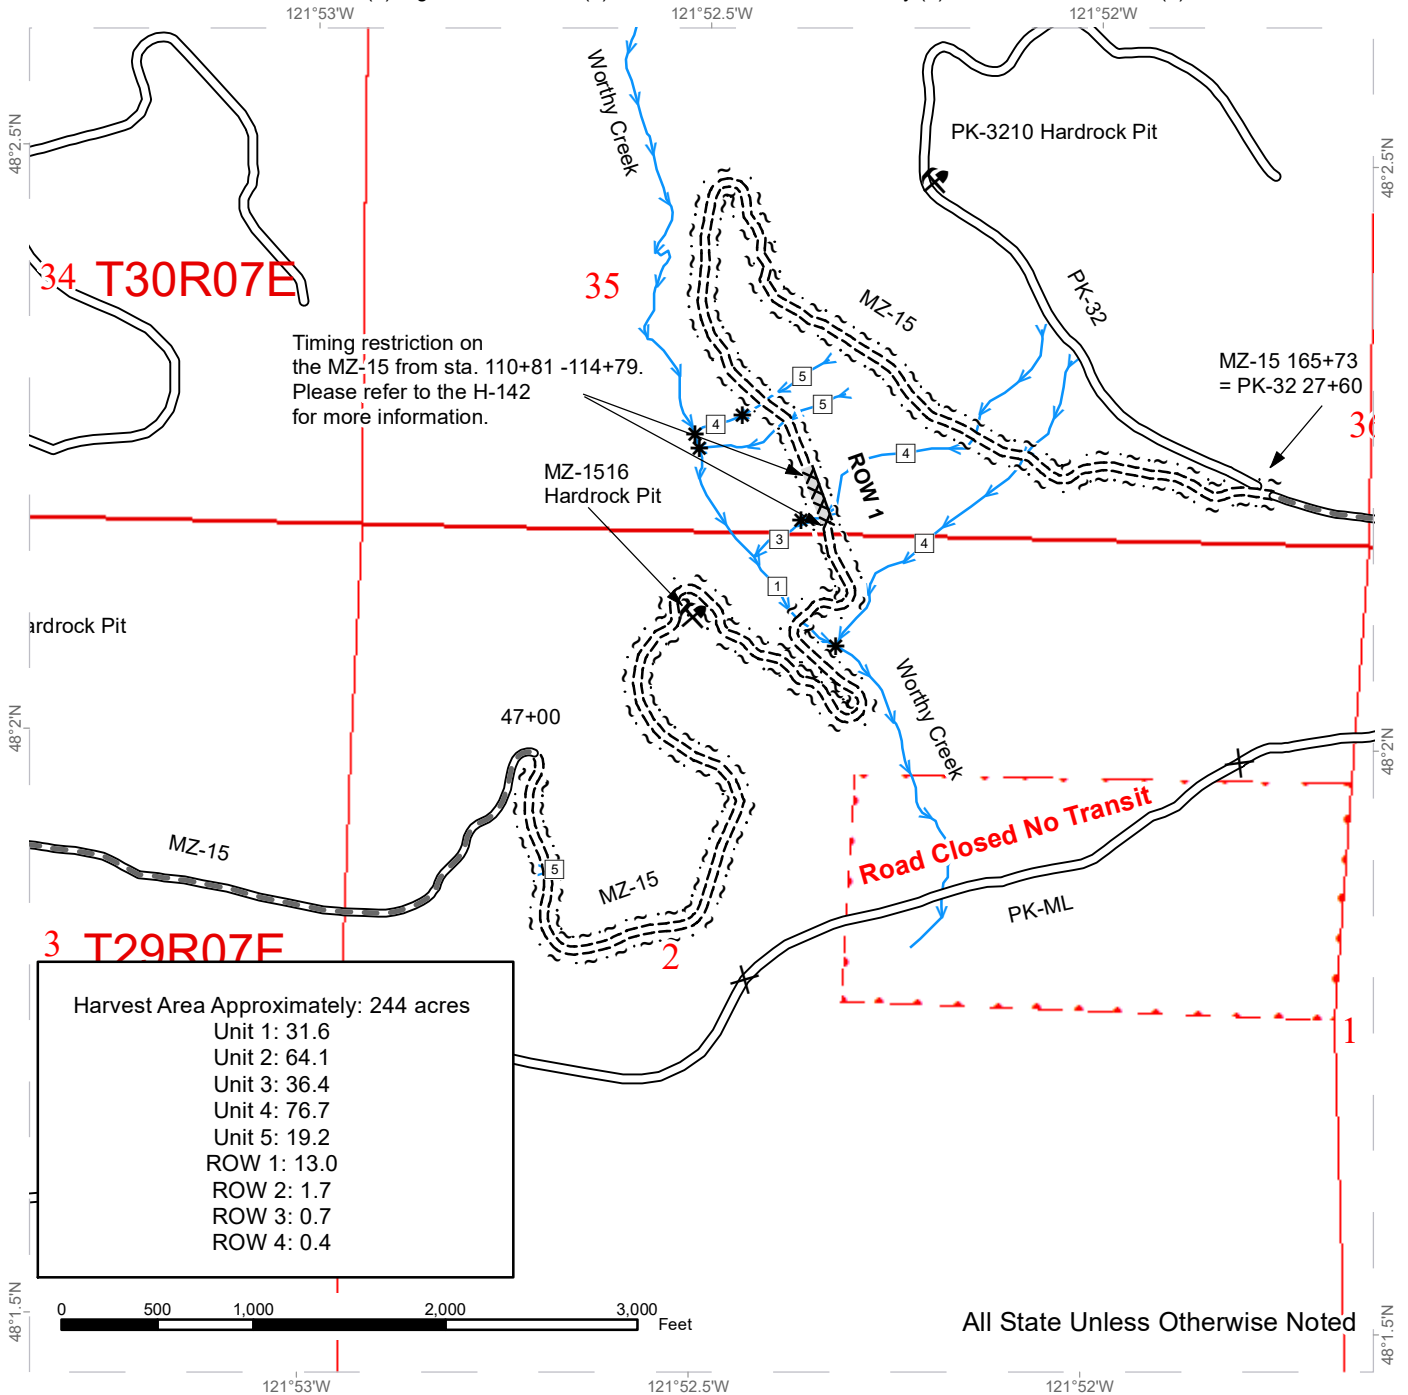 121°53'W
121°52.5'W
121°52'W
48°2.5'N
48°2.5'N
Worthy Creek
PK-3210 Hardrock Pit
34 T30R07E
35
MZ-15
PK-32
Timing restriction on
the MZ-15 from sta. 110+81 -114+79.
Please refer to the H-142
for more information.
MZ-15 165+73
= PK-32 27+60
36
5
5
4
4
MZ-1516
Hardrock Pit
ROW 1
3
4
1
ardrock Pit
Worthy Creek
47+00
48°2'N
48°2'N
MZ-15
Road Closed No Transit
5
MZ-15
PK-ML
3 T29R07E
2
1
Harvest Area Approximately: 244 acres
Unit 1: 31.6
Unit 2: 64.1
Unit 3: 36.4
Unit 4: 76.7
Unit 5: 19.2
ROW 1: 13.0
ROW 2: 1.7
ROW 3: 0.7
ROW 4: 0.4
0 500 1,000 2,000 3,000
Feet
All State Unless Otherwise Noted
48°1.5'N
48°1.5'N
121°53'W
121°52.5'W
121°52'W